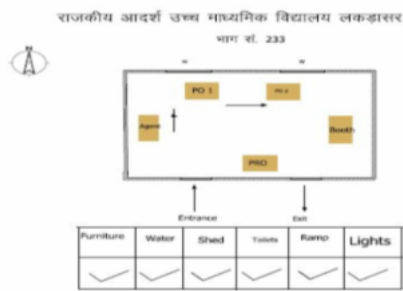 राजकीय आदर्श उच्च माध्यमिक विद्यालय लकड़ासर
भाग सं. 233
N
W W
PO 1 PO 2
Agent Booth
PRO
Entrance Exit
Furniture Water Shed Toilets Ramp Lights